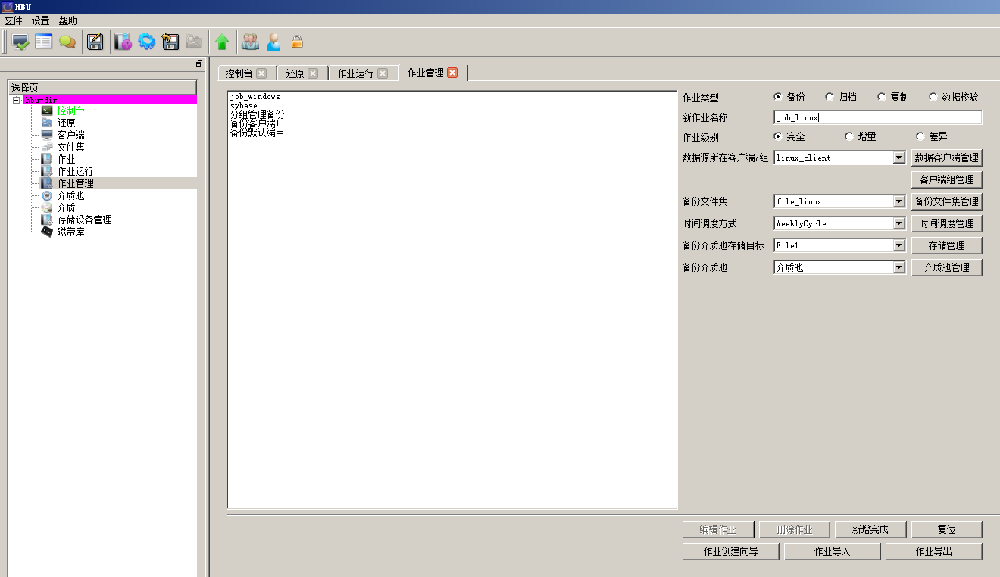 HBU
文件 设置 帮助
选择页
hbu-dir
控制台
还原
客户端
文件集
作业
作业运行
作业管理
介质池
介质
存储设备管理
磁带库
控制台 还原 作业运行 作业管理
job_windows
sybase
分组管理备份
备份客户端1
备份默认编目
作业类型 备份 归档 复制 数据校验
新作业名称 job_linux
作业级别 完全 增量 差异
数据源所在客户端/组 linux_client 数据客户端管理
客户端组管理
备份文件集 file_linux 备份文件集管理
时间调度方式 WeeklyCycle 时间调度管理
备份介质池存储目标 File1 存储管理
备份介质池 介质池 介质池管理
编辑作业 删除作业 新增完成 复位
作业创建向导 作业导入 作业导出